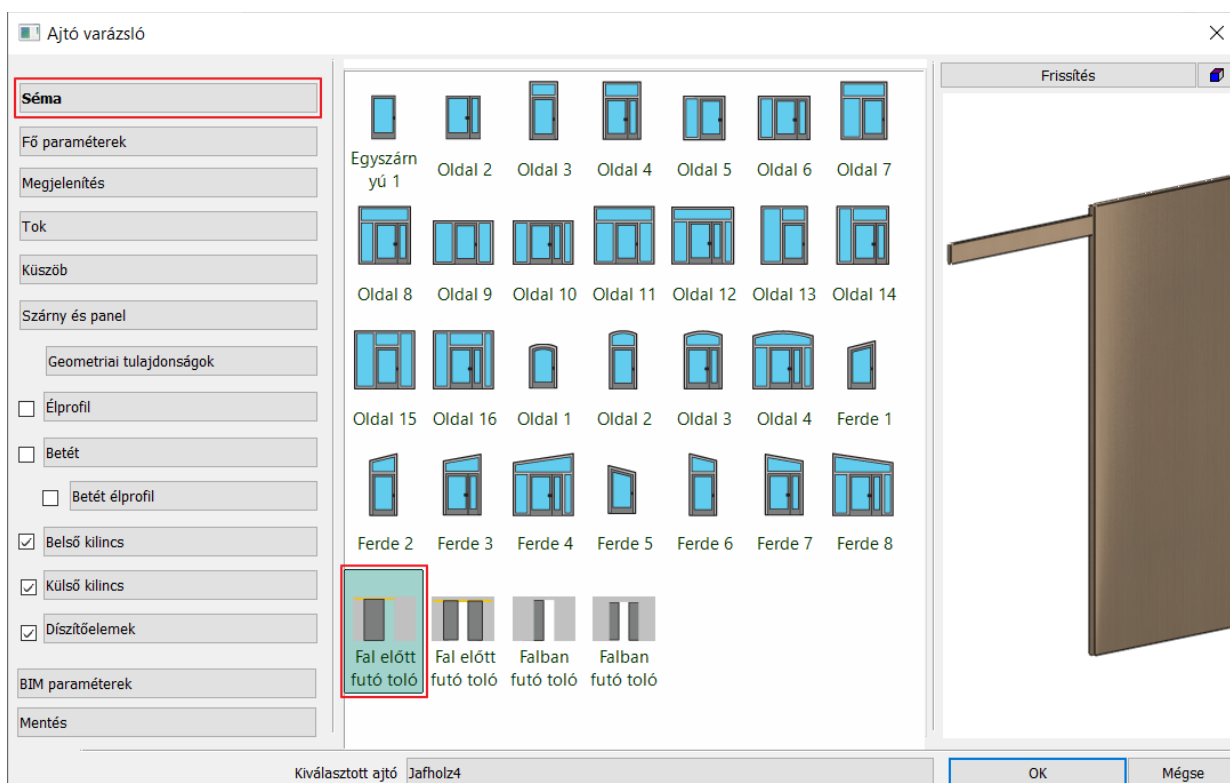 Ajtó varázsló
Séma
Fő paraméterek
Megjelenítés
Tok
Küszöb
Szárny és panel
Geometriai tulajdonságok
Élprofil
Betét
Betét élprofil
Belső kilincs
Külső kilincs
Díszítőelemek
BIM paraméterek
Mentés
Egyszárn
yú 1
Oldal 2
Oldal 3
Oldal 4
Oldal 5
Oldal 6
Oldal 7
Oldal 8
Oldal 9
Oldal 10
Oldal 11
Oldal 12
Oldal 13
Oldal 14
Oldal 15
Oldal 16
Oldal 1
Oldal 2
Oldal 3
Oldal 4
Ferde 1
Ferde 2
Ferde 3
Ferde 4
Ferde 5
Ferde 6
Ferde 7
Ferde 8
Fal előtt
futó toló
Fal előtt
futó toló
Falban
futó toló
Falban
futó toló
Frissítés
Kiválasztott ajtó
Jafholz4
OK
Mégse